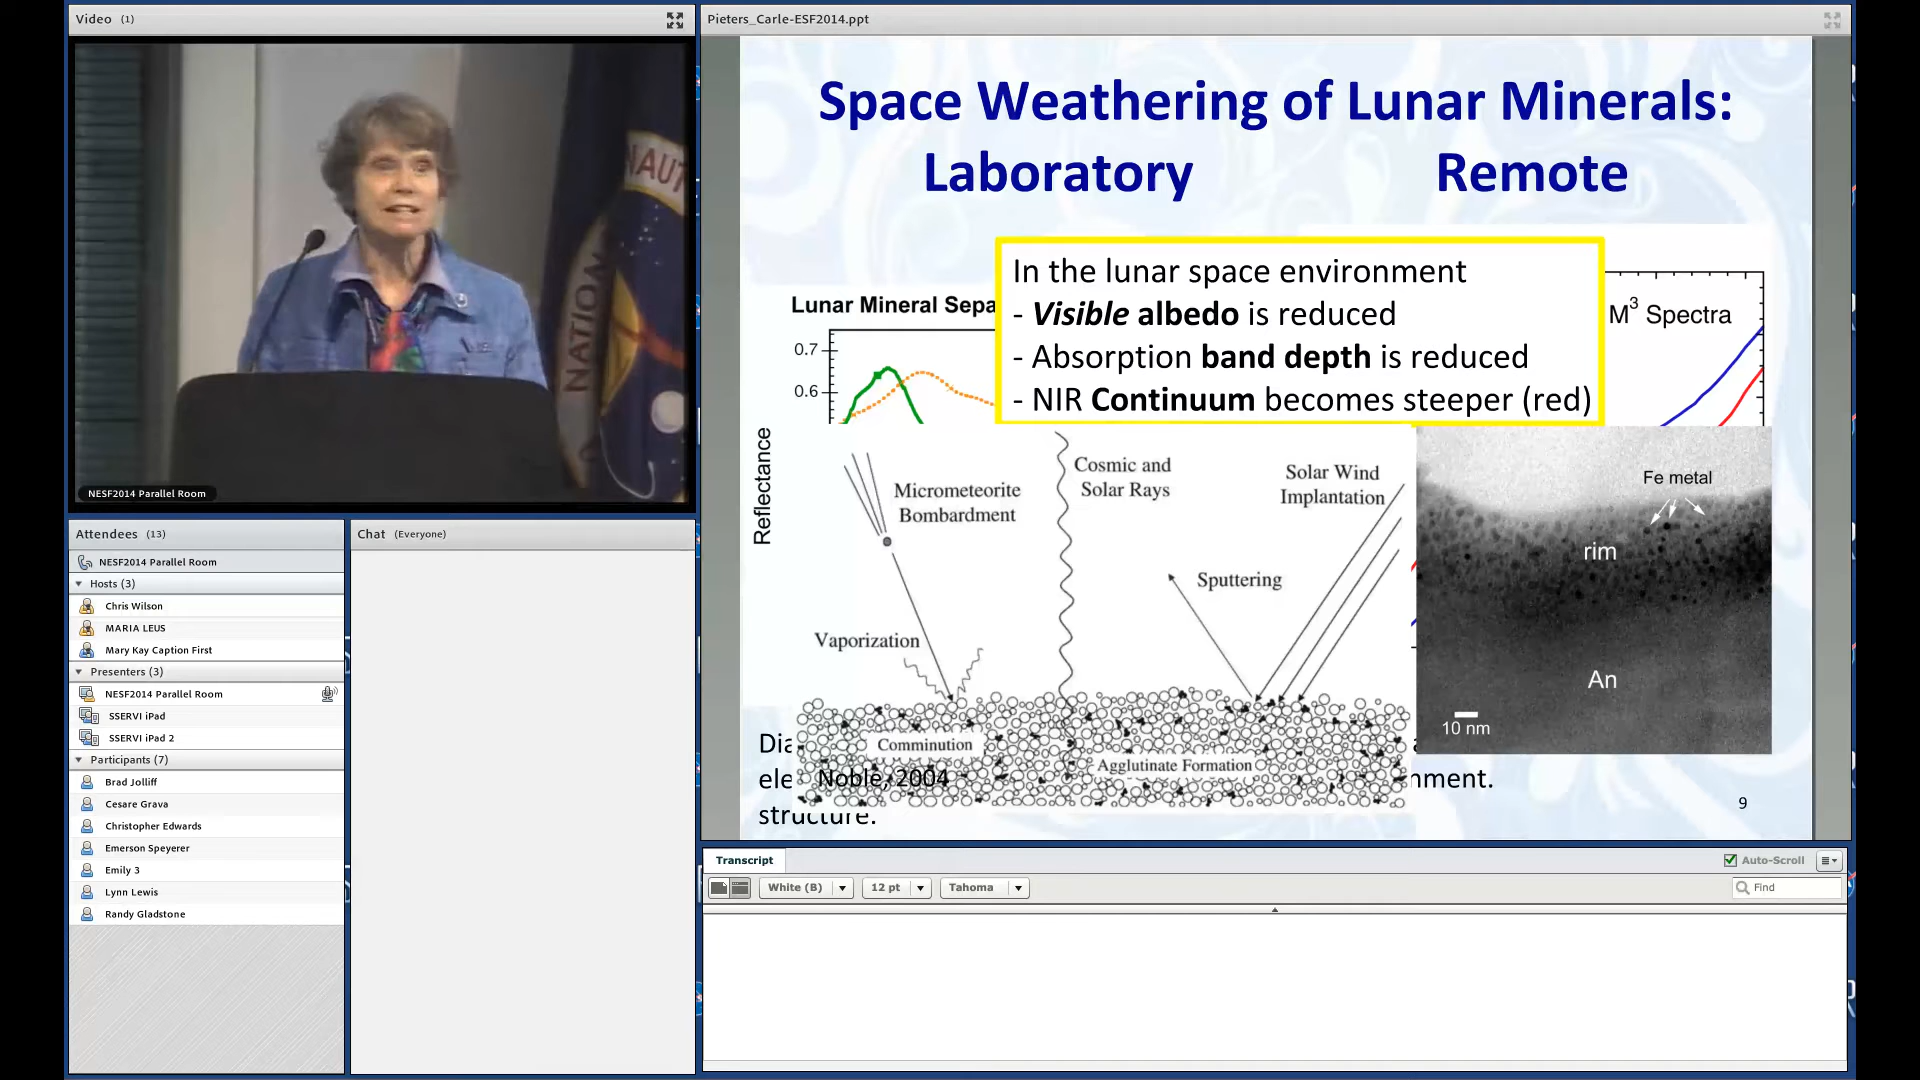 Video (1)
NAUT
NATIONAL
NESF2014 Parallel Room
Attendees (13)
NESF2014 Parallel Room
Hosts (3)
Chris Wilson
MARIA LEUS
Mary Kay Caption First
Presenters (3)
NESF2014 Parallel Room
SSERVI iPad
SSERVI iPad 2
Participants (7)
Brad Jolliff
Cesare Grava
Christopher Edwards
Emerson Speyerer
Emily 3
Lynn Lewis
Randy Gladstone
Chat (Everyone)
Pieters_Carle-ESF2014.ppt
Space Weathering of Lunar Minerals:
Laboratory Remote
In the lunar space environment
- Visible albedo is reduced
- Absorption band depth is reduced
- NIR Continuum becomes steeper (red)
Lunar Mineral Sepa
M3 Spectra
0.7
0.6
Reflectance
Micrometeorite
Bombardment
Cosmic and
Solar Rays
Solar Wind
Implantation
Sputtering
Vaporization
Comminution
Agglutinate Formation
Fe metal
rim
An
10 nm
Dia
ele Noble, 2004 nment.
structure.
9
Transcript
Auto-Scroll
White (B) 12 pt Tahoma
Find